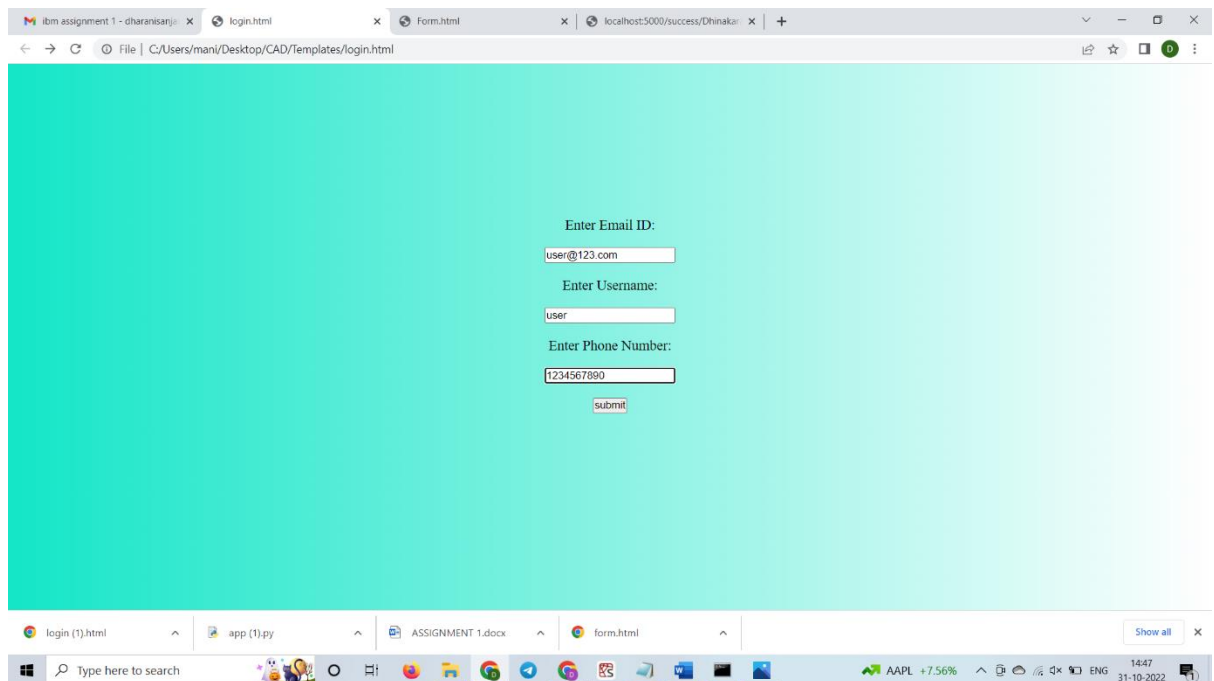 ibm assignment 1 - dharanisanja
login.html
Form.html
localhost:5000/success/Dhinakar
File | C:/Users/mani/Desktop/CAD/Templates/login.html
D
Enter Email ID:
user@123.com
Enter Username:
user
Enter Phone Number:
1234567890
submit
login (1).html
app (1).py
ASSIGNMENT 1.docx
form.html
Show all
Type here to search
AAPL +7.56%
ENG
14:47
31-10-2022